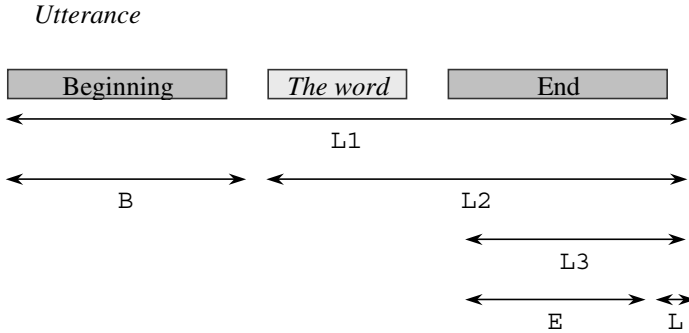 Utterance
Beginning The word End
L1
B L2
L3
E L